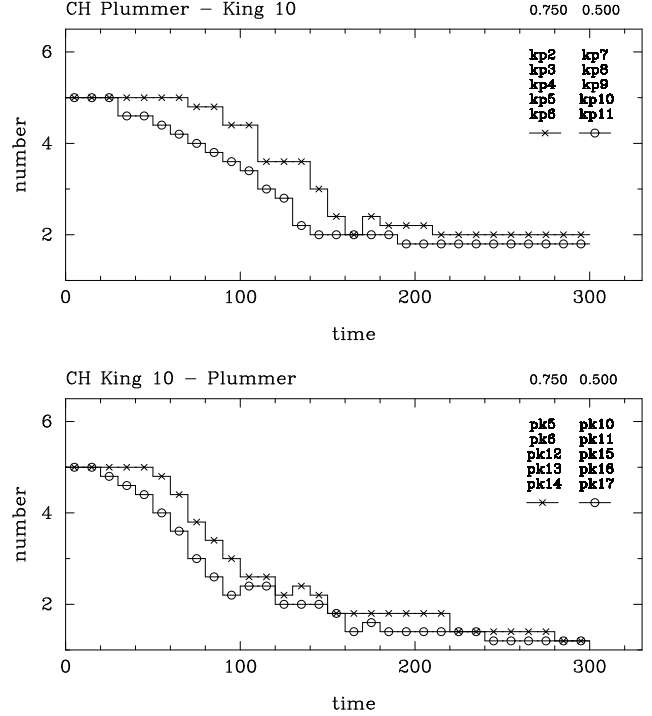 CH Plummer – King 10 0.750 0.500
6
kp2 kp7
kp3 kp8
kp4 kp9
kp5 kp10
kp6 kp11
4
number
2
0 100 200 300
time
CH King 10 – Plummer 0.750 0.500
6
pk5 pk10
pk6 pk11
pk12 pk15
pk13 pk16
pk14 pk17
4
number
2
0 100 200 300
time